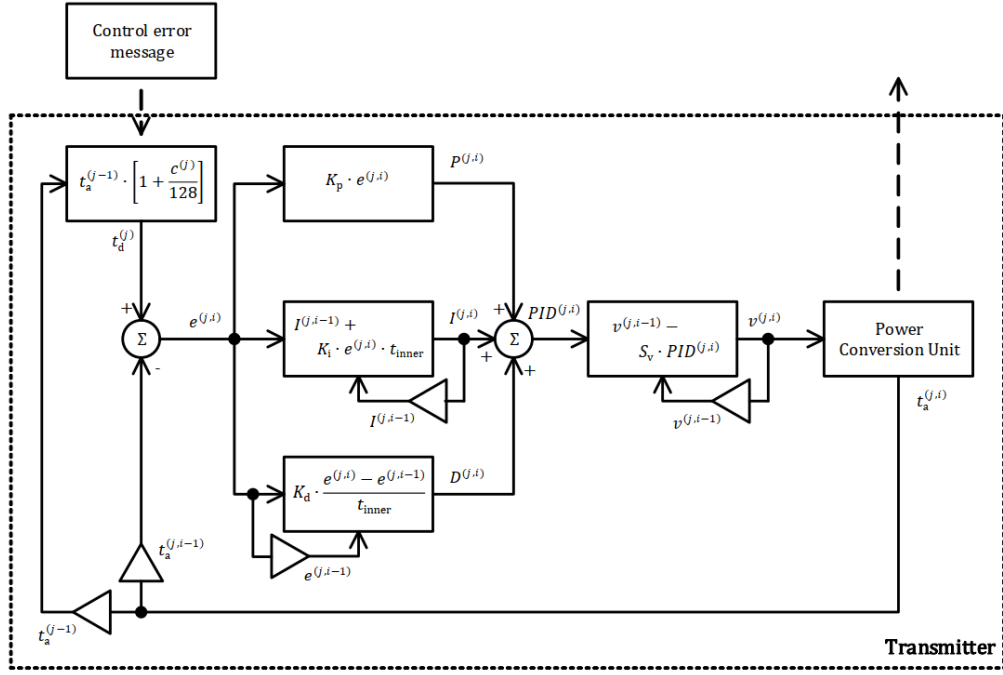 Control error
message
t_a^{(j−1)} · [1 + c^{(j)}/128]
t_d^{(j)}
+
Σ
-
e^{(j,i)}
K_p · e^{(j,i)}
P^{(j,i)}
I^{(j,i−1)} +
K_i · e^{(j,i)} · t_inner
I^{(j,i)}
I^{(j,i−1)}
K_d · (e^{(j,i)} − e^{(j,i−1)})/t_inner
D^{(j,i)}
e^{(j,i−1)}
+
+
+
Σ
PID^{(j,i)}
v^{(j,i−1)} −
S_v · PID^{(j,i)}
v^{(j,i)}
v^{(j,i−1)}
Power
Conversion Unit
t_a^{(j,i)}
t_a^{(j,i−1)}
t_a^{(j−1)}
Transmitter